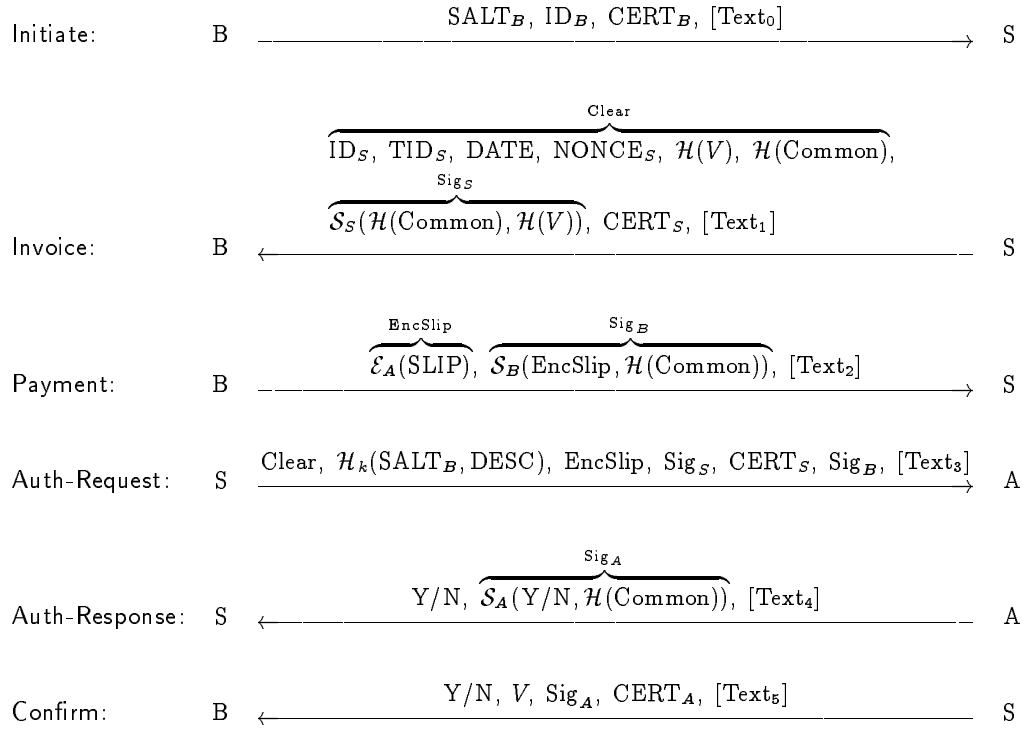 SALT_B, ID_B, CERT_B, [Text_0]
Initiate: B S
Clear
ID_S, TID_S, DATE, NONCE_S, ℋ(V), ℋ(Common),
Sig_S
𝒮_S(ℋ(Common), ℋ(V)), CERT_S, [Text_1]
Invoice: B S
EncSlip Sig_B
ℰ_A(SLIP), 𝒮_B(EncSlip, ℋ(Common)), [Text_2]
Payment: B S
Clear, ℋ_k(SALT_B, DESC), EncSlip, Sig_S, CERT_S, Sig_B, [Text_3]
Auth-Request: S A
Sig_A
Y/N, 𝒮_A(Y/N, ℋ(Common)), [Text_4]
Auth-Response: S A
Y/N, V, Sig_A, CERT_A, [Text_5]
Confirm: B S